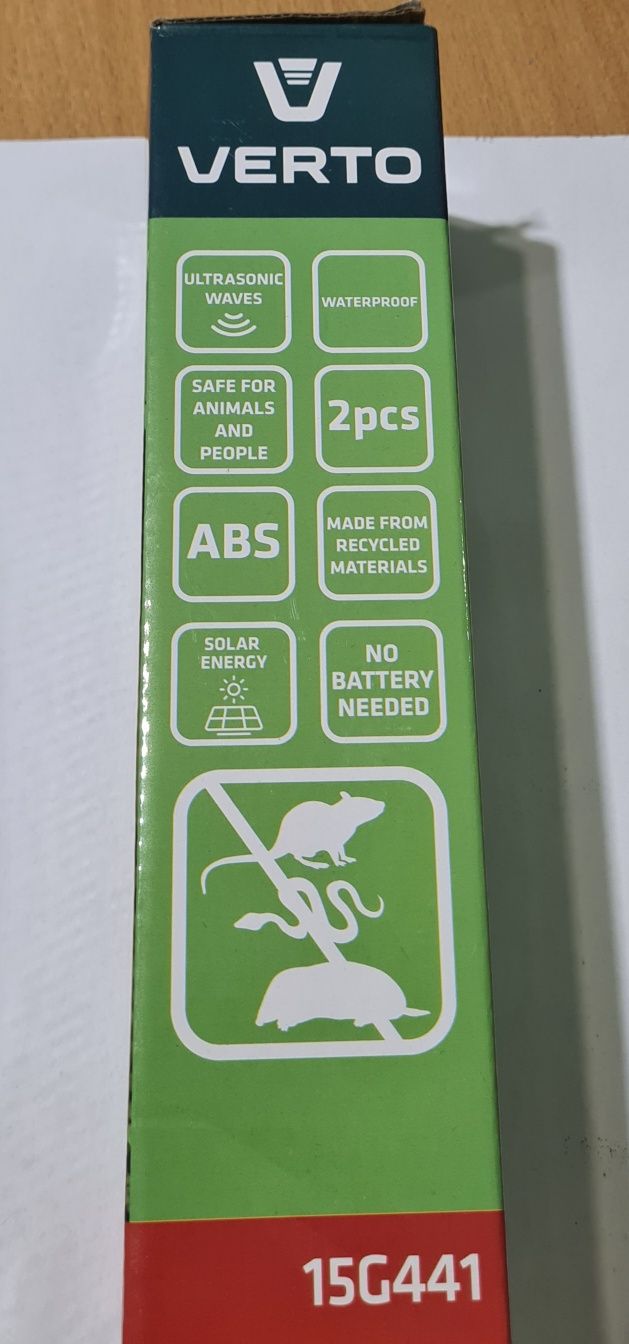 VERTO
ULTRASONIC
WAVES
WATERPROOF
SAFE FOR
ANIMALS
AND
PEOPLE
2pcs
ABS
MADE FROM
RECYCLED
MATERIALS
SOLAR
ENERGY
NO
BATTERY
NEEDED
15G441